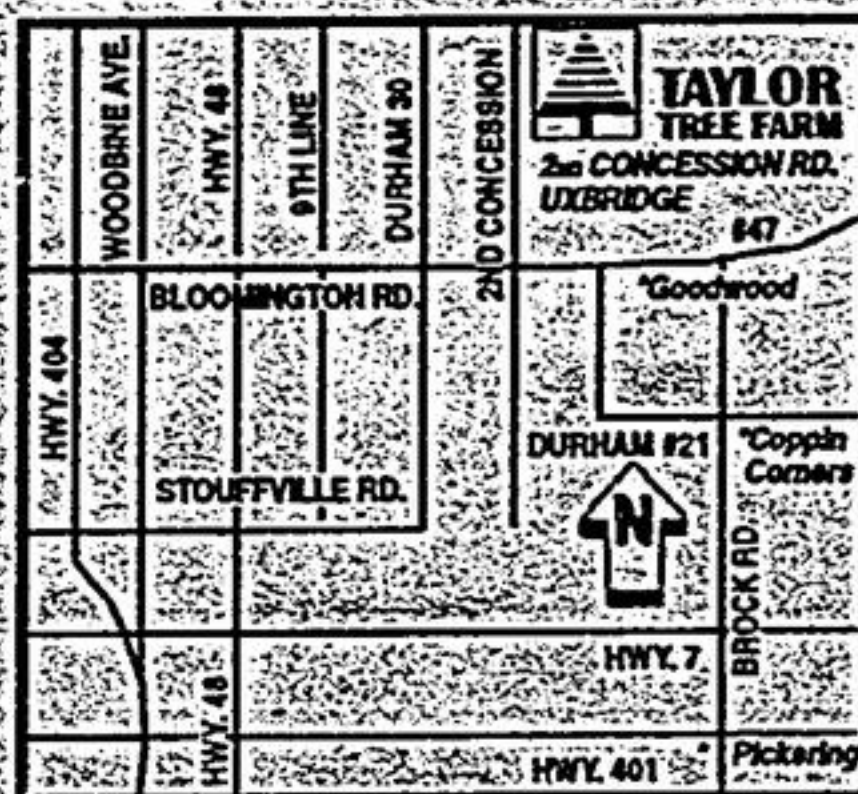 WOODBINE AVE.
HWY. 48
9TH LINE
DURHAM 30
2ND CONCESSION
TAYLOR
TREE FARM
2ND CONCESSION RD.
UXBRIDGE
#47
BLOOMINGTON RD.
*Goodwood
HWY. 404
DURHAM #21
*Coppin
Corners
STOUFFVILLE RD.
N
BROCK RD.
HWY. 7
HWY. 48
HWY. 401
*
Pickering